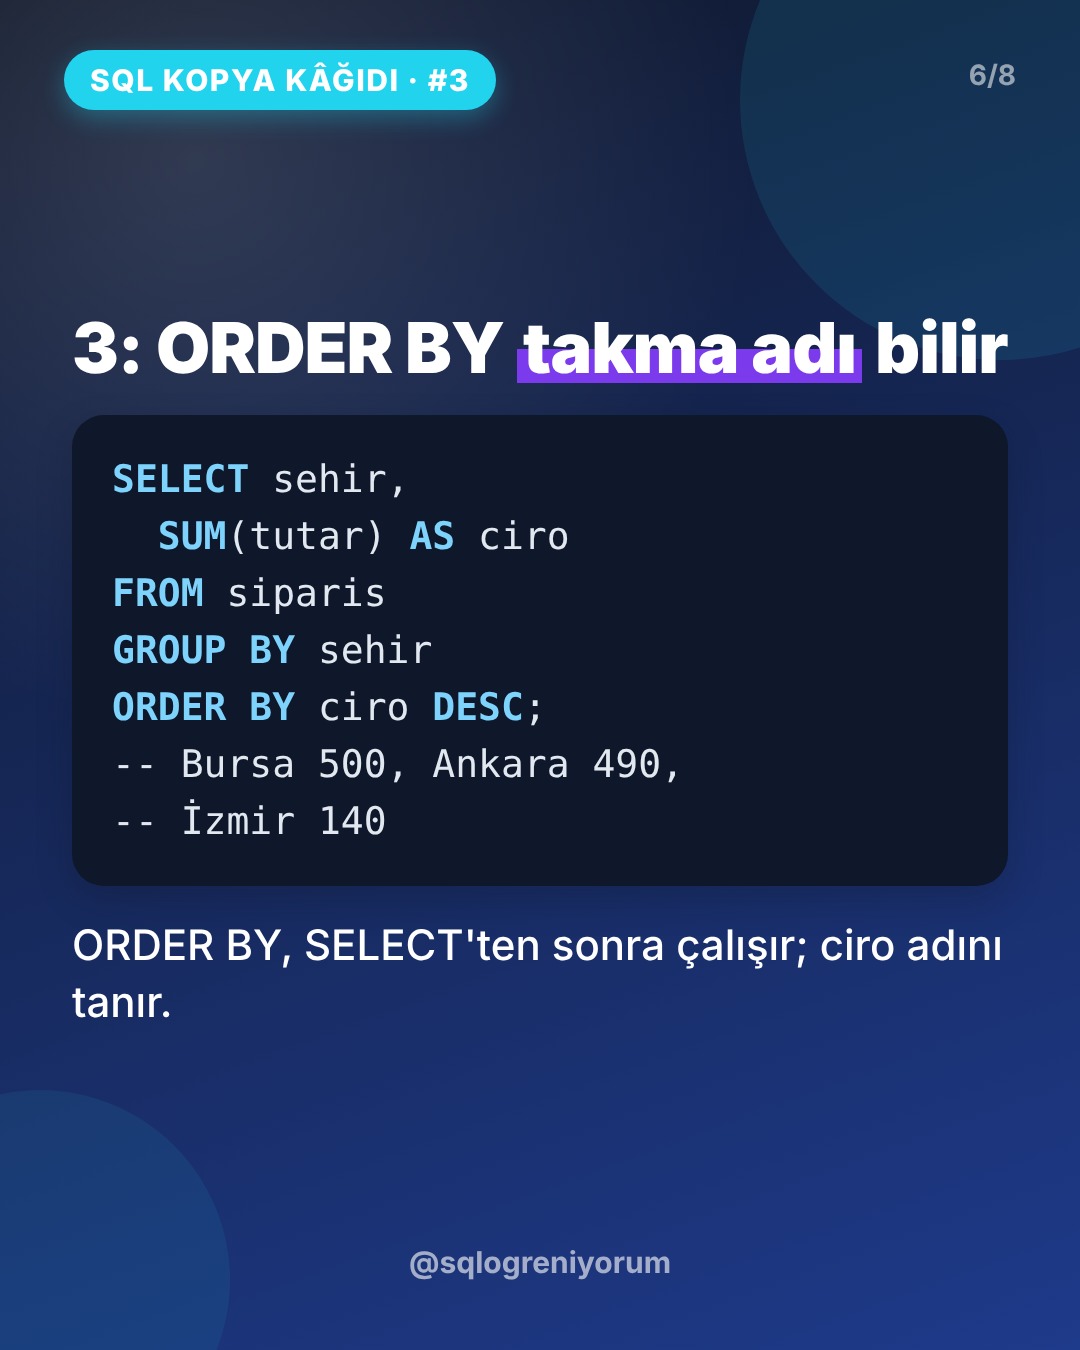 SQL KOPYA KÂĞIDI · #3
6/8
3: ORDER BY takma adı bilir
SELECT sehir,
  SUM(tutar) AS ciro
FROM siparis
GROUP BY sehir
ORDER BY ciro DESC;
-- Bursa 500, Ankara 490,
-- İzmir 140
ORDER BY, SELECT'ten sonra çalışır; ciro adını
tanır.
@sqlogreniyorum